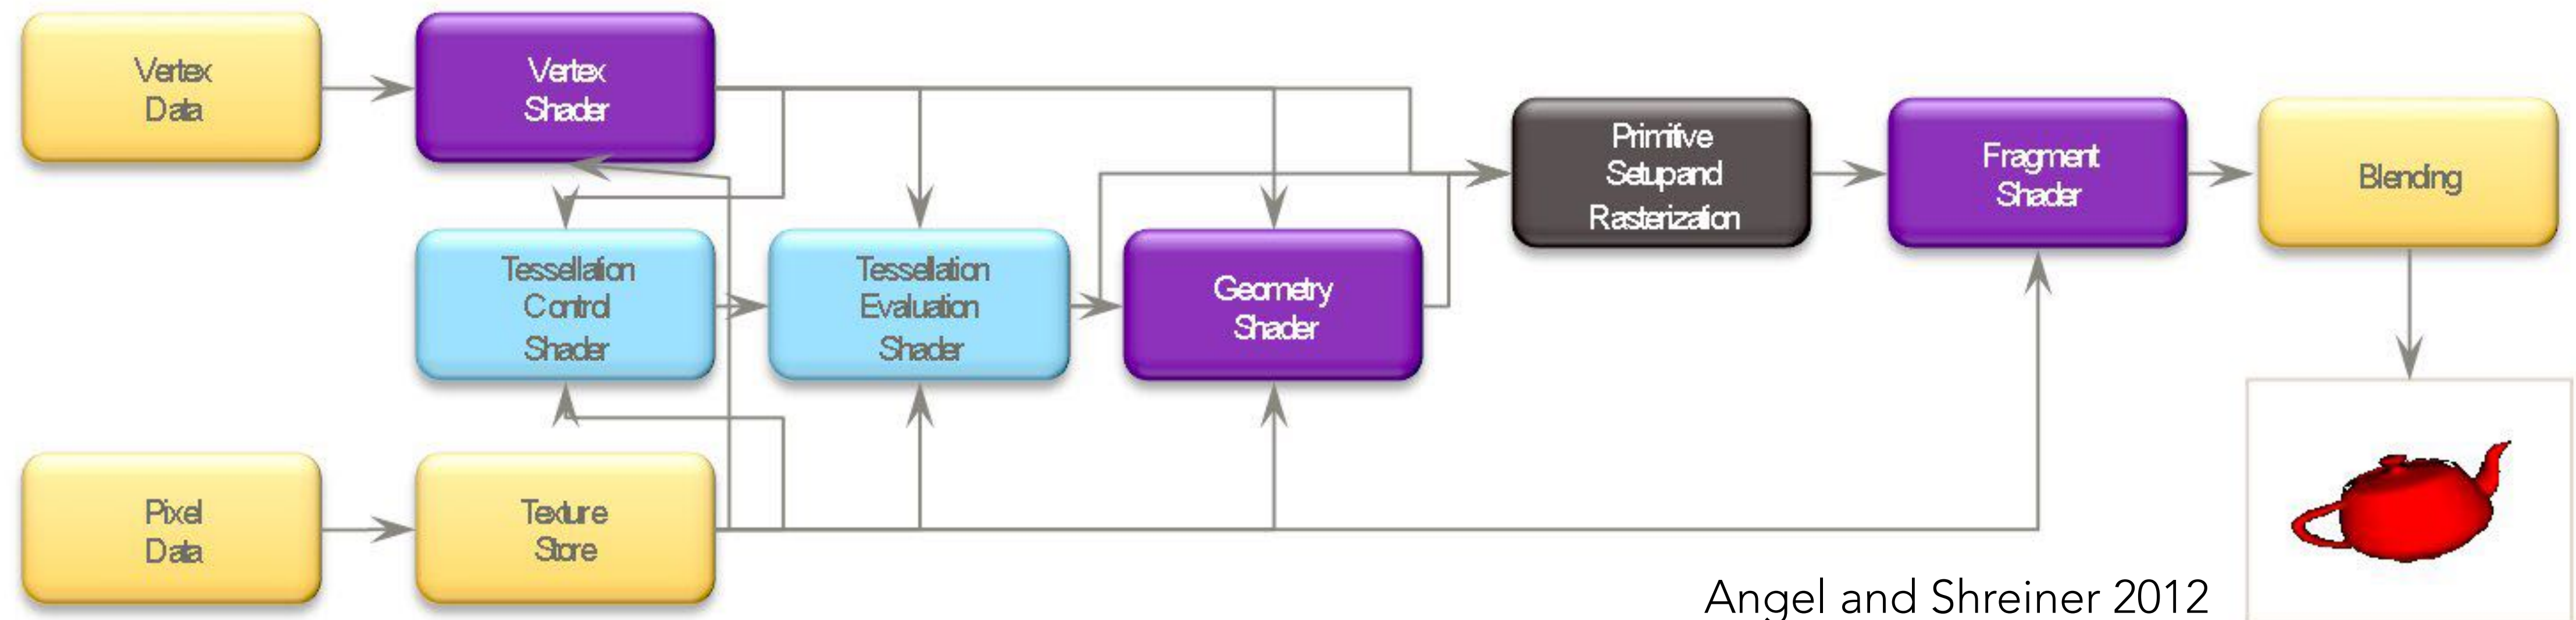 Vertex
Data
Vertex
Shader
Primitive
Setup and
Rasterization
Fragment
Shader
Blending
Tessellation
Control
Shader
Tessellation
Evaluation
Shader
Geometry
Shader
Pixel
Data
Texture
Store
Angel and Shreiner 2012